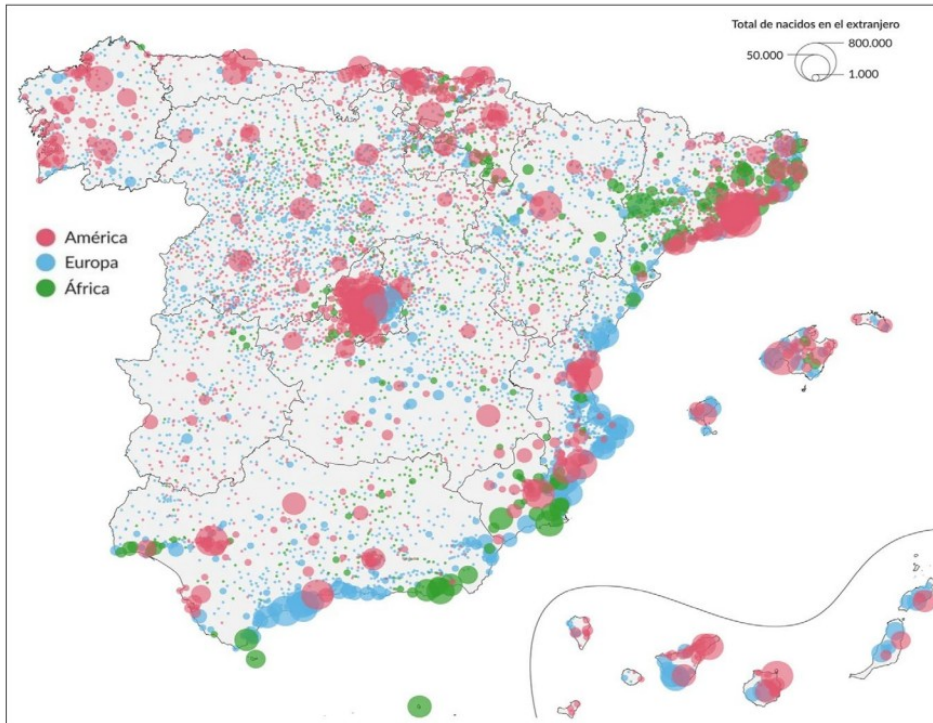 Total de nacidos en el extranjero
50.000
800.000
1.000
América
Europa
África